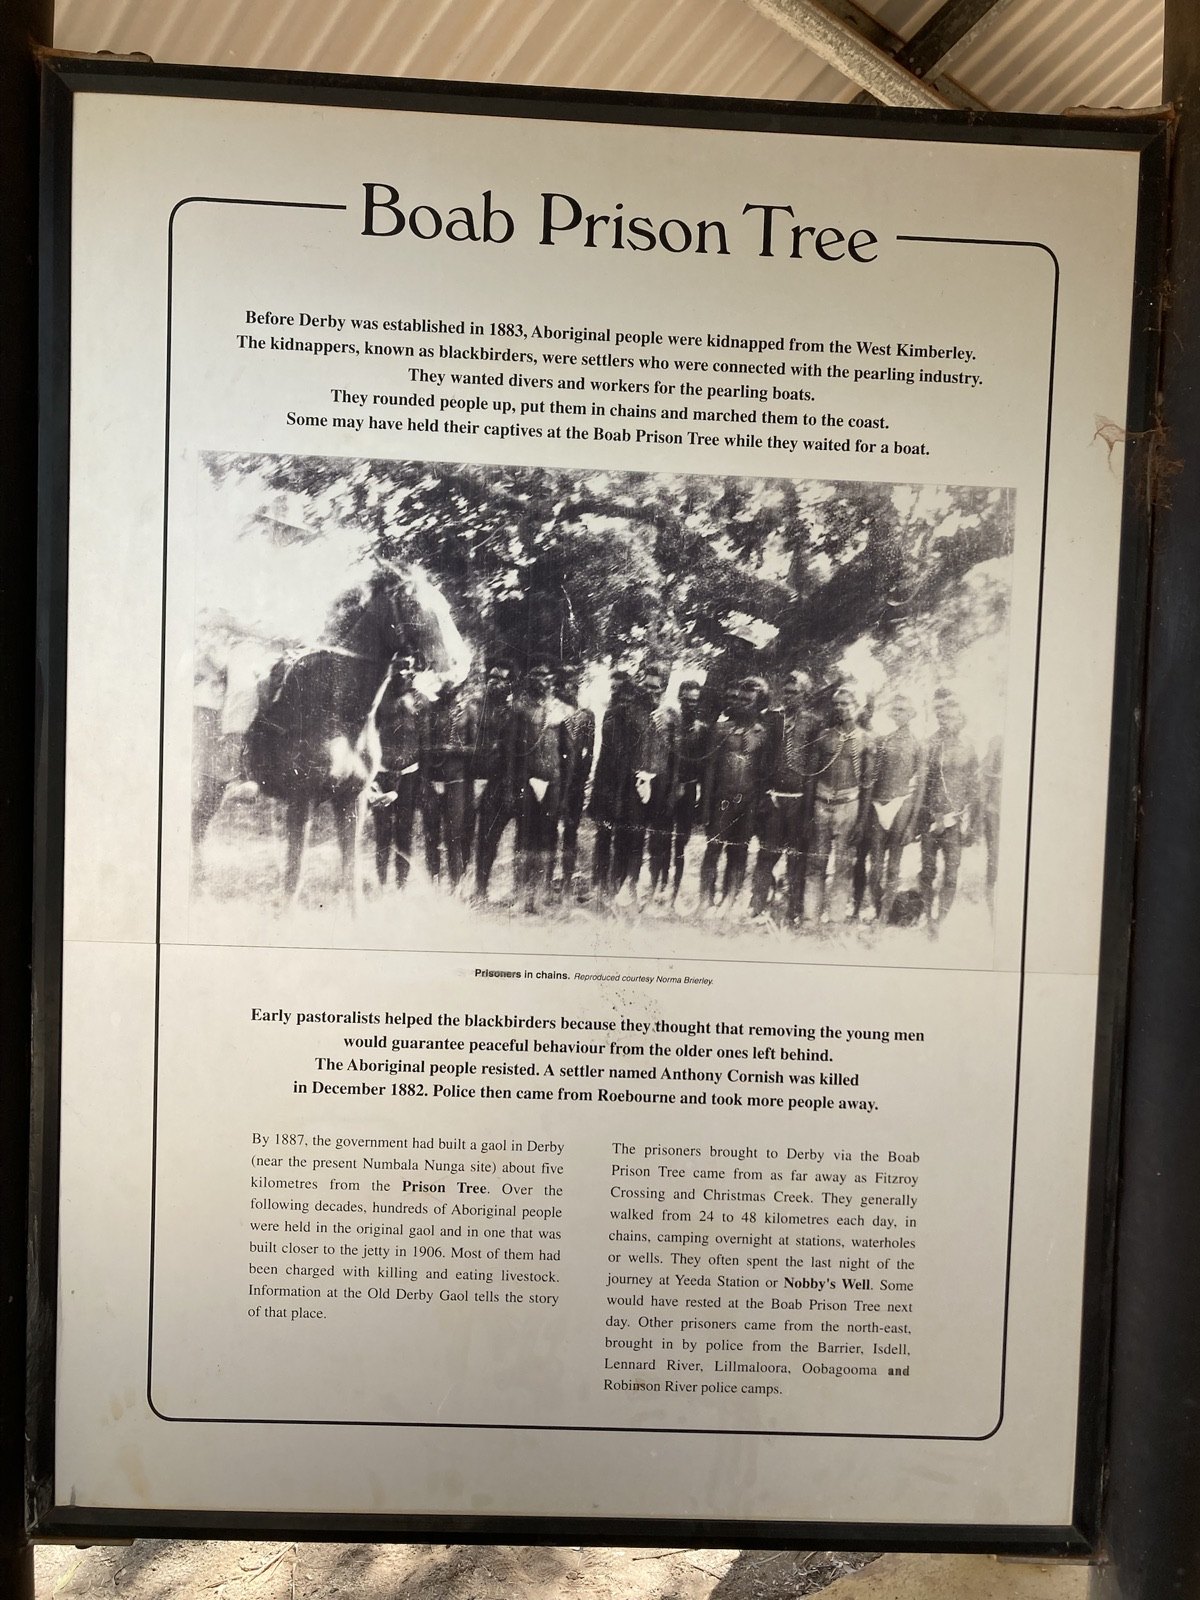 Boab Prison Tree
Before Derby was established in 1883, Aboriginal people were kidnapped from the West Kimberley.
The kidnappers, known as blackbirders, were settlers who were connected with the pearling industry.
They wanted divers and workers for the pearling boats.
They rounded people up, put them in chains and marched them to the coast.
Some may have held their captives at the Boab Prison Tree while they waited for a boat.
Prisoners in chains. Reproduced courtesy Norma Brierley.
Early pastoralists helped the blackbirders because they thought that removing the young men
would guarantee peaceful behaviour from the older ones left behind.
The Aboriginal people resisted. A settler named Anthony Cornish was killed
in December 1882. Police then came from Roebourne and took more people away.
By 1887, the government had built a gaol in Derby
(near the present Numbala Nunga site) about five
kilometres from the Prison Tree. Over the
following decades, hundreds of Aboriginal people
were held in the original gaol and in one that was
built closer to the jetty in 1906. Most of them had
been charged with killing and eating livestock.
Information at the Old Derby Gaol tells the story
of that place.
The prisoners brought to Derby via the Boab
Prison Tree came from as far away as Fitzroy
Crossing and Christmas Creek. They generally
walked from 24 to 48 kilometres each day, in
chains, camping overnight at stations, waterholes
or wells. They often spent the last night of the
journey at Yeeda Station or Nobby's Well. Some
would have rested at the Boab Prison Tree next
day. Other prisoners came from the north-east,
brought in by police from the Barrier, Isdell,
Lennard River, Lillmaloora, Oobagooma and
Robinson River police camps.